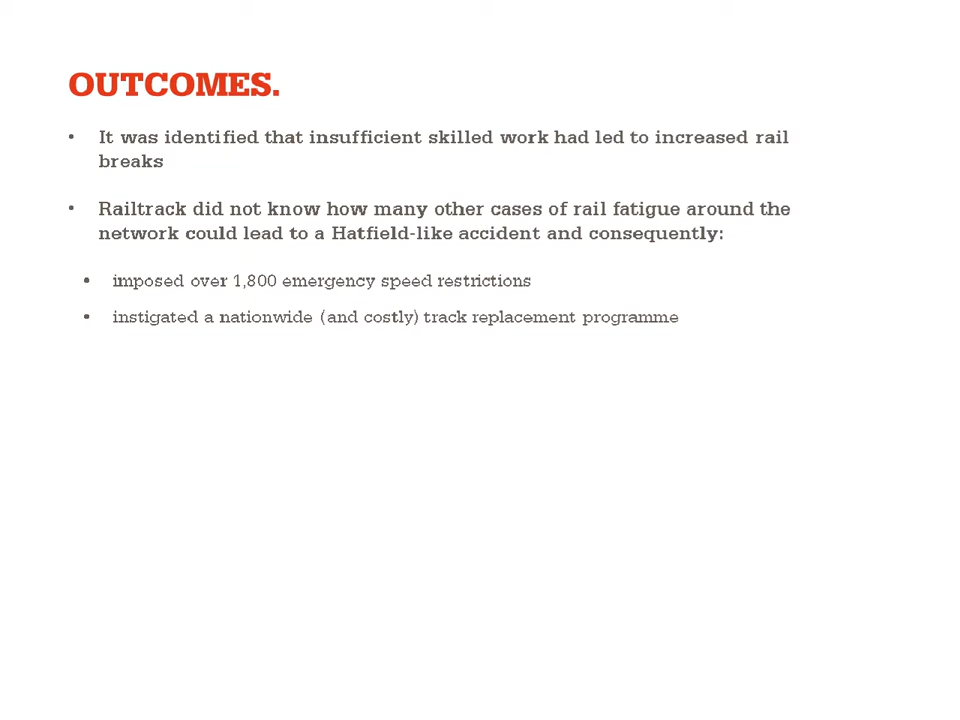 OUTCOMES.
• It was identified that insufficient skilled work had led to increased rail
breaks
• Railtrack did not know how many other cases of rail fatigue around the
network could lead to a Hatfield-like accident and consequently:
• imposed over 1,800 emergency speed restrictions
• instigated a nationwide (and costly) track replacement programme